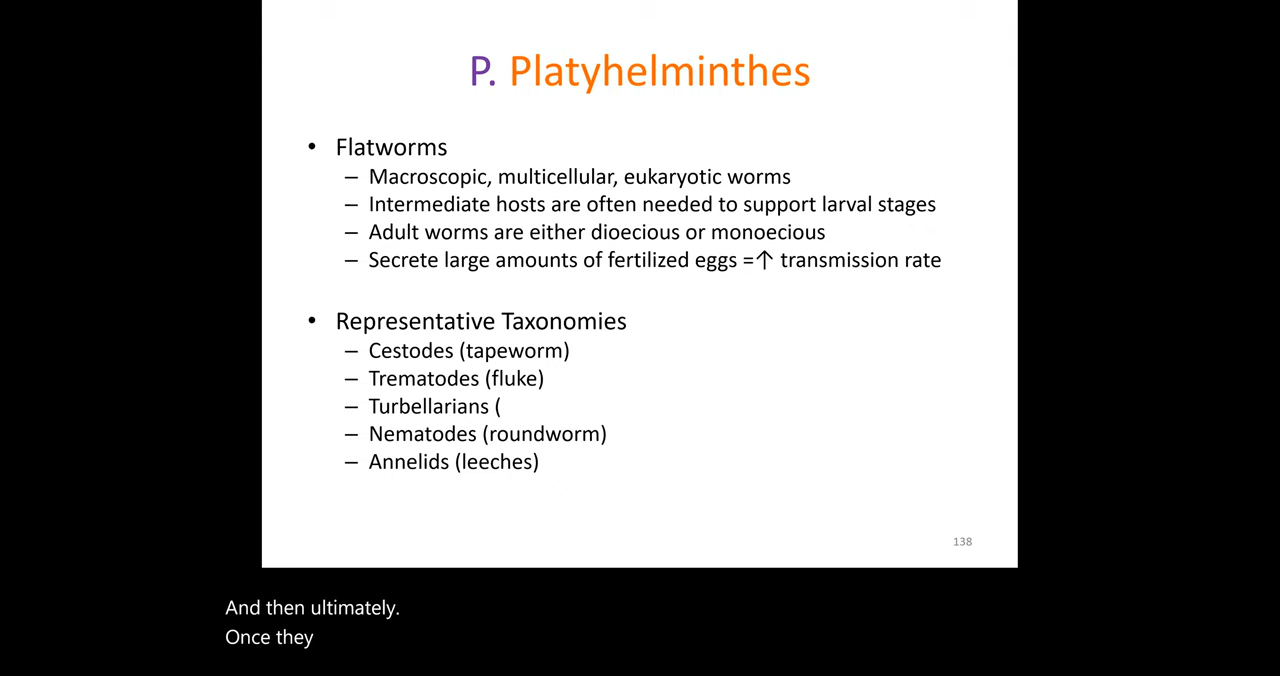 P. Platyhelminthes
• Flatworms
– Macroscopic, multicellular, eukaryotic worms
– Intermediate hosts are often needed to support larval stages
– Adult worms are either dioecious or monoecious
– Secrete large amounts of fertilized eggs =↑ transmission rate
• Representative Taxonomies
– Cestodes (tapeworm)
– Trematodes (fluke)
– Turbellarians (
– Nematodes (roundworm)
– Annelids (leeches)
138
And then ultimately.
Once they